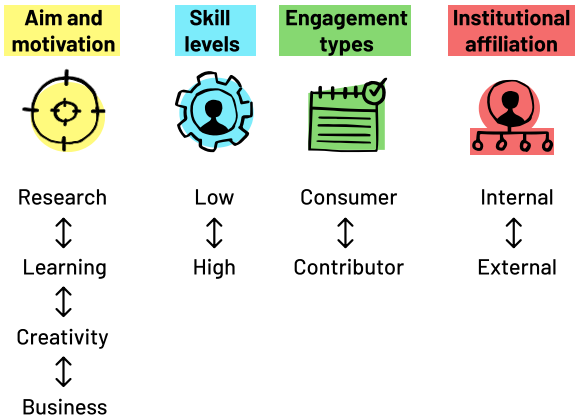 Aim and
motivation
Skill
levels
Engagement
types
Institutional
affiliation
Research
Low
Consumer
Internal
Learning
High
Contributor
External
Creativity
Business